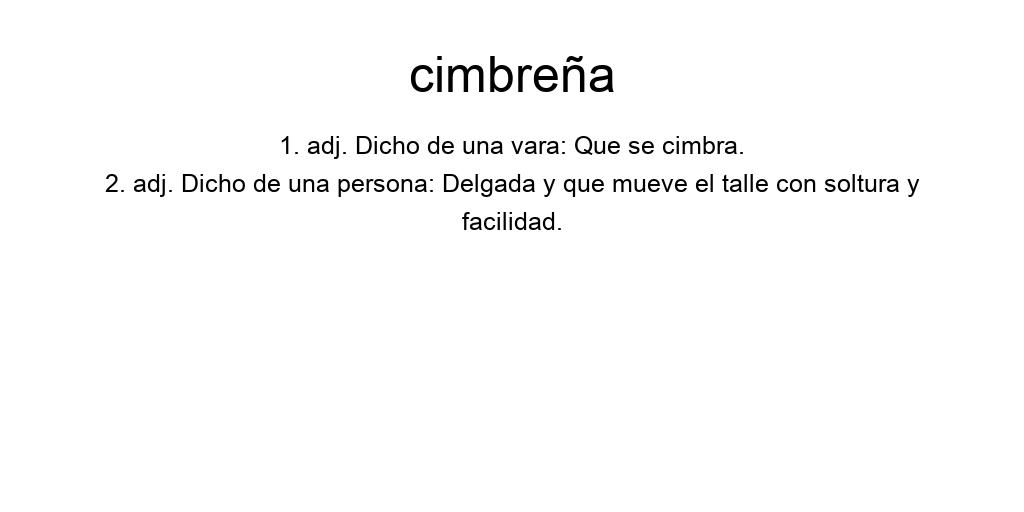 cimbreña
1. adj. Dicho de una vara: Que se cimbra.
2. adj. Dicho de una persona: Delgada y que mueve el talle con soltura y
facilidad.